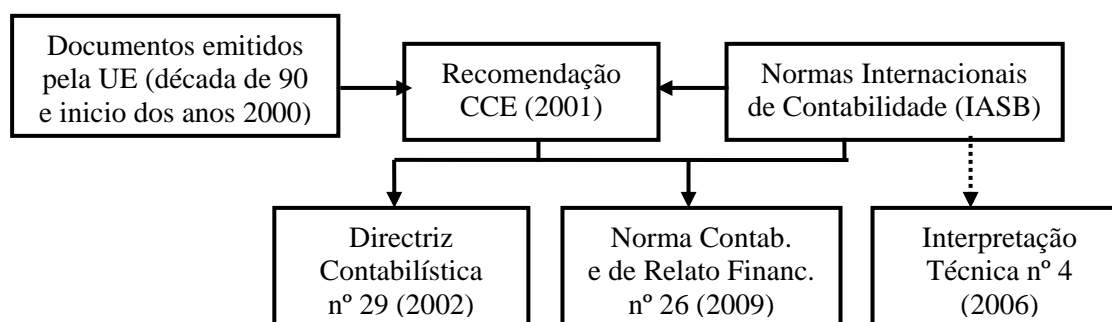 Documentos emitidos
pela UE (década de 90
e inicio dos anos 2000)
Recomendação
CCE (2001)
Normas Internacionais
de Contabilidade (IASB)
Directriz
Contabilística
nº 29 (2002)
Norma Contab.
e de Relato Financ.
nº 26 (2009)
Interpretação
Técnica nº 4
(2006)